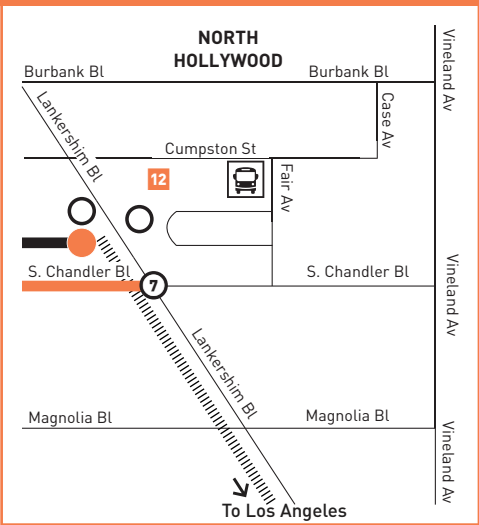 NORTH
HOLLYWOOD
Burbank Bl
Burbank Bl
Vineland Av
Lankershim Bl
Case Av
Cumpston St
12
Fair Av
S. Chandler Bl
S. Chandler Bl
7
Vineland Av
Lankershim Bl
Magnolia Bl
Magnolia Bl
Vineland Av
To Los Angeles